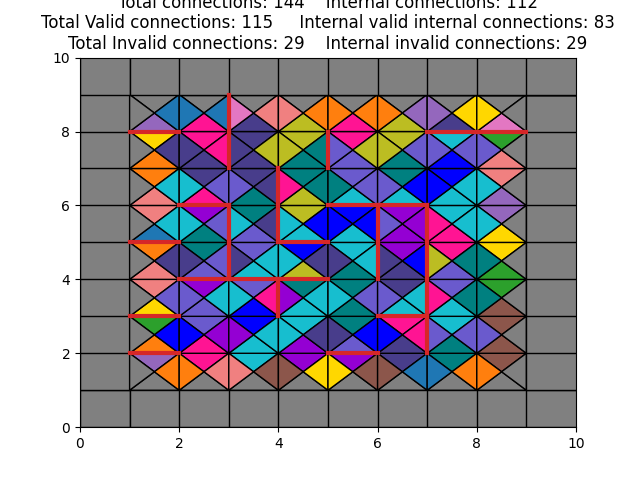 Total connections: 144    Internal connections: 112
Total Valid connections: 115    Internal valid internal connections: 83
Total Invalid connections: 29    Internal invalid connections: 29
10
8
6
4
2
0
0 2 4 6 8 10